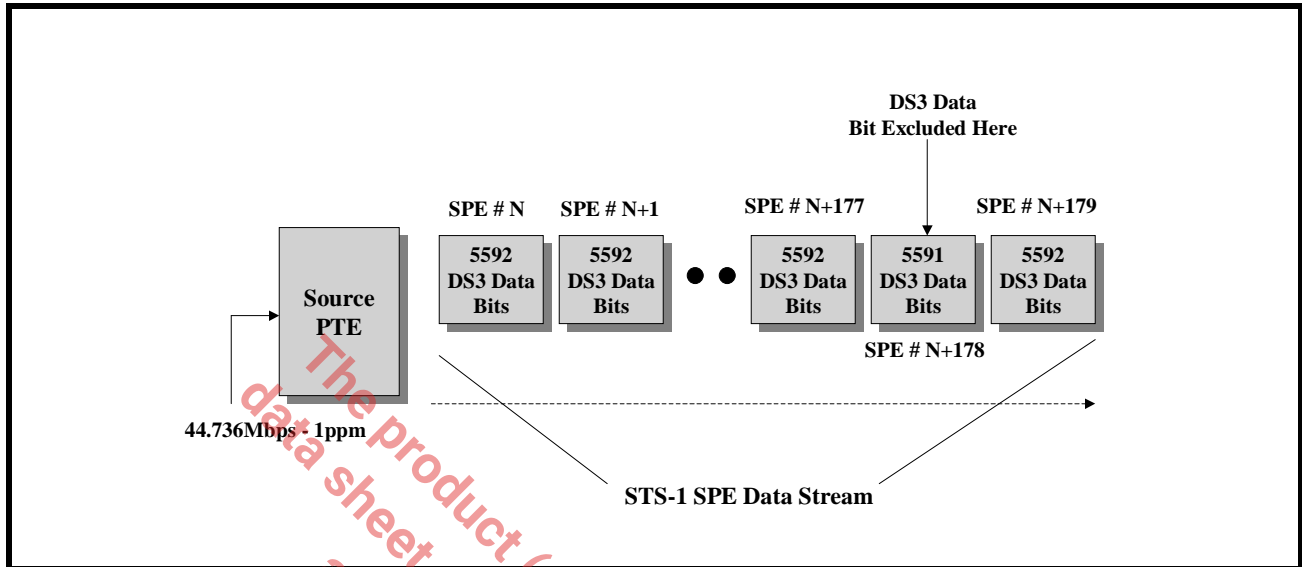 DS3 Data
Bit Excluded Here
SPE # N
SPE # N+1
SPE # N+177
SPE # N+179
Source
PTE
5592
DS3 Data
Bits
5592
DS3 Data
Bits
5592
DS3 Data
Bits
5591
DS3 Data
Bits
5592
DS3 Data
Bits
SPE # N+178
44.736Mbps - 1ppm
STS-1 SPE Data Stream
The product (
data sheet